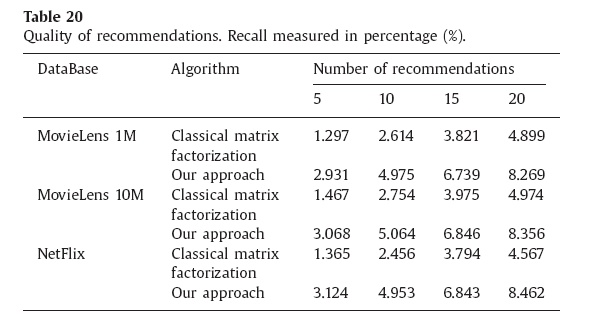 Table 20
Quality of recommendations. Recall measured in percentage (%).
DataBase Algorithm Number of recommendations
5 10 15 20
MovieLens 1M Classical matrix 1.297 2.614 3.821 4.899
factorization
Our approach 2.931 4.975 6.739 8.269
MovieLens 10M Classical matrix 1.467 2.754 3.975 4.974
factorization
Our approach 3.068 5.064 6.846 8.356
NetFlix Classical matrix 1.365 2.456 3.794 4.567
factorization
Our approach 3.124 4.953 6.843 8.462